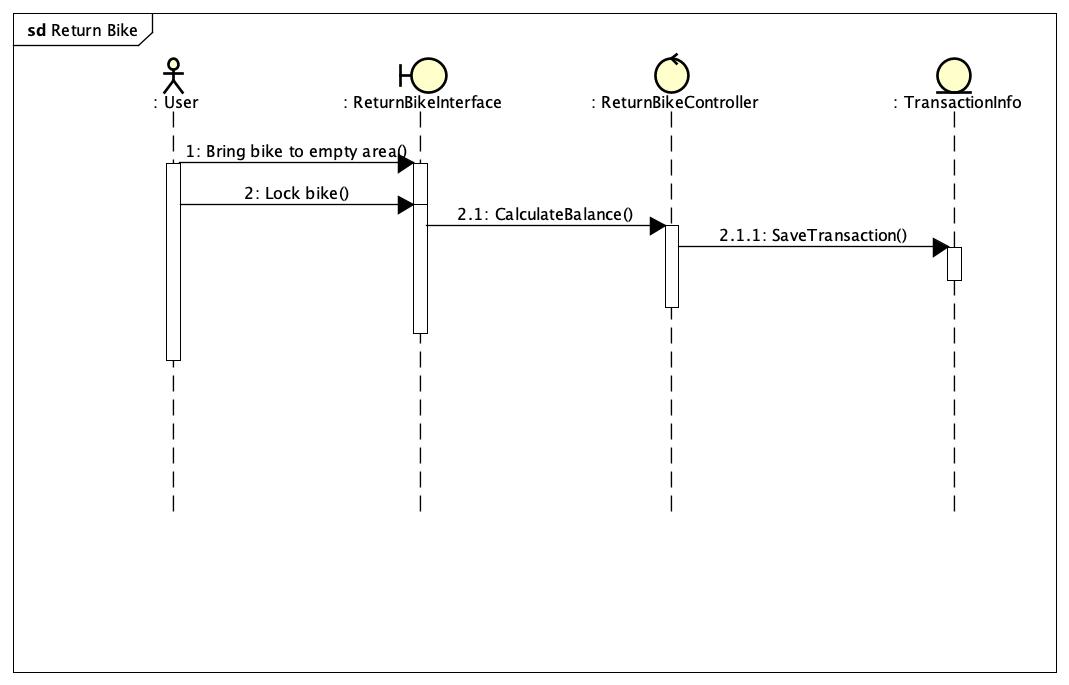 sd Return Bike
: User
: ReturnBikeInterface
: ReturnBikeController
: TransactionInfo
1: Bring bike to empty area()
2: Lock bike()
2.1: CalculateBalance()
2.1.1: SaveTransaction()